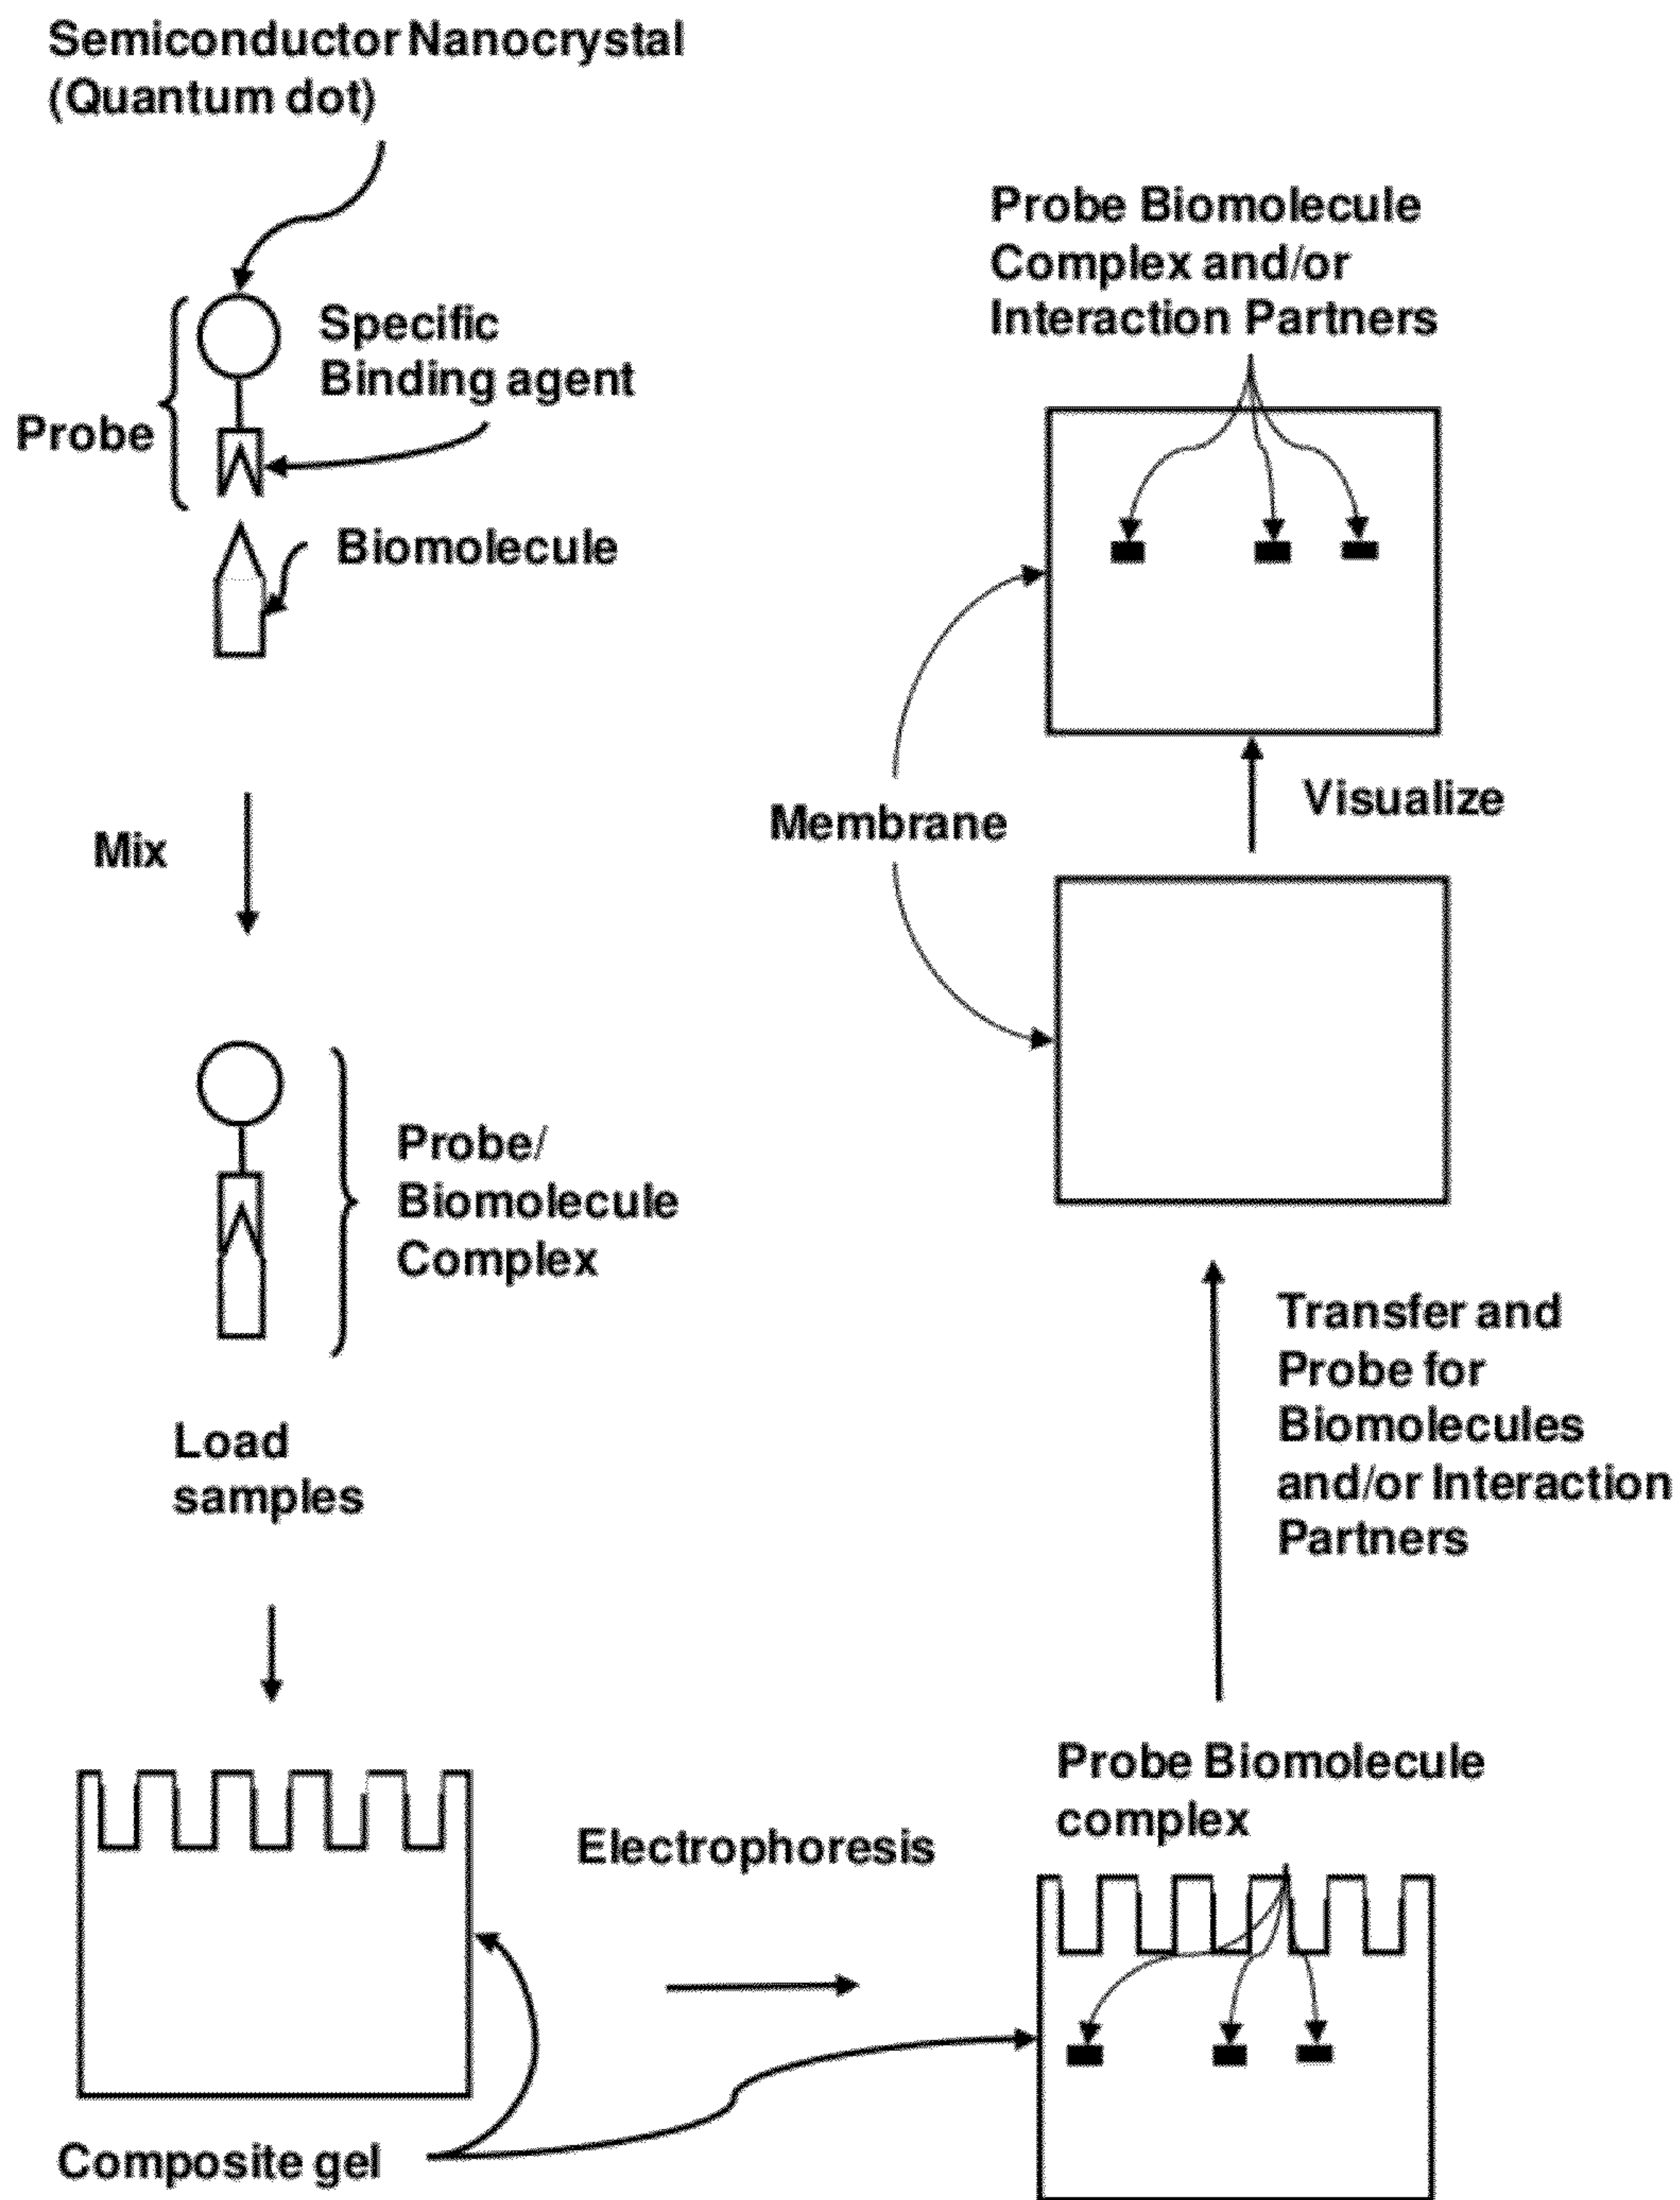 Semiconductor Nanocrystal
(Quantum dot)
Specific
Binding agent
Probe
Biomolecule
Mix
Probe/
Biomolecule
Complex
Load
samples
Composite gel
Electrophoresis
Probe Biomolecule
complex
Transfer and
Probe for
Biomolecules
and/or Interaction
Partners
Membrane
Visualize
Probe Biomolecule
Complex and/or
Interaction Partners